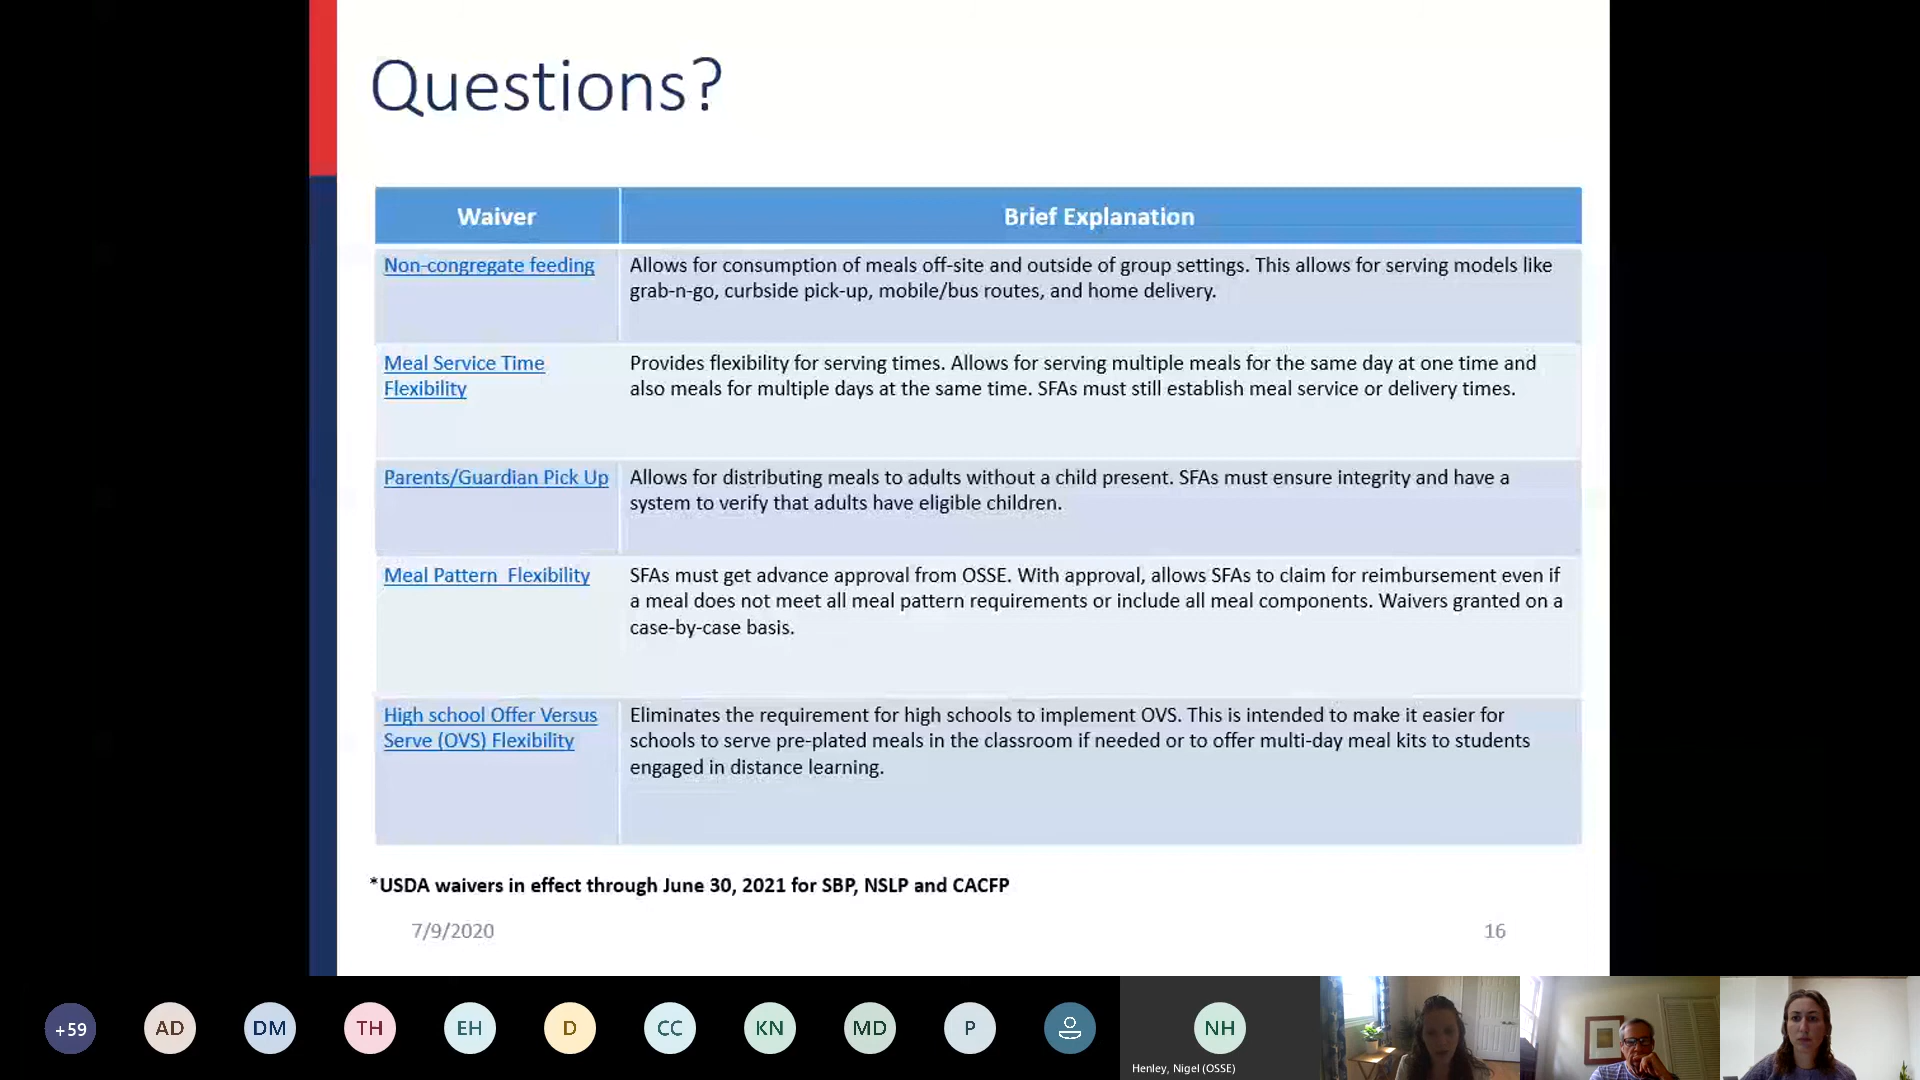 Questions?
Waiver
Brief Explanation
Non-congregate feeding
Allows for consumption of meals off-site and outside of group settings. This allows for serving models like
grab-n-go, curbside pick-up, mobile/bus routes, and home delivery.
Meal Service Time
Flexibility
Provides flexibility for serving times. Allows for serving multiple meals for the same day at one time and
also meals for multiple days at the same time. SFAs must still establish meal service or delivery times.
Parents/Guardian Pick Up
Allows for distributing meals to adults without a child present. SFAs must ensure integrity and have a
system to verify that adults have eligible children.
Meal Pattern  Flexibility
SFAs must get advance approval from OSSE. With approval, allows SFAs to claim for reimbursement even if
a meal does not meet all meal pattern requirements or include all meal components. Waivers granted on a
case-by-case basis.
High school Offer Versus
Serve (OVS) Flexibility
Eliminates the requirement for high schools to implement OVS. This is intended to make it easier for
schools to serve pre-plated meals in the classroom if needed or to offer multi-day meal kits to students
engaged in distance learning.
*USDA waivers in effect through June 30, 2021 for SBP, NSLP and CACFP
7/9/2020
16
+59
AD
DM
TH
EH
D
CC
KN
MD
P
NH
Henley, Nigel (OSSE)